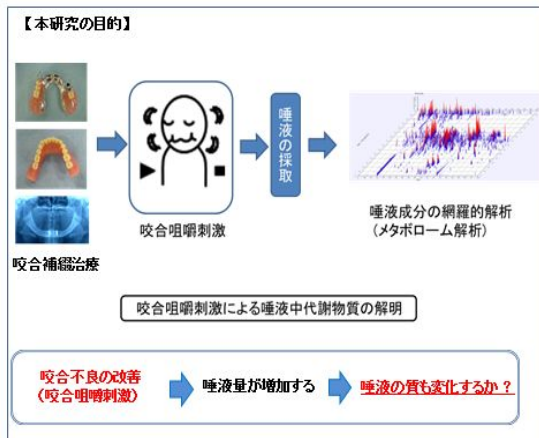 【本研究の目的】
咬合補綴治療
咬合咀嚼刺激
唾液の採取
唾液成分の網羅的解析
(メタボローム解析)
咬合咀嚼刺激による唾液中代謝物質の解明
咬合不良の改善
(咬合咀嚼刺激)
唾液量が増加する
唾液の質も変化するか？